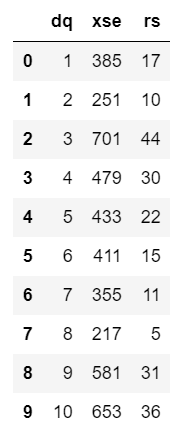 dq xse rs
0 1 385 17
1 2 251 10
2 3 701 44
3 4 479 30
4 5 433 22
5 6 411 15
6 7 355 11
7 8 217 5
8 9 581 31
9 10 653 36